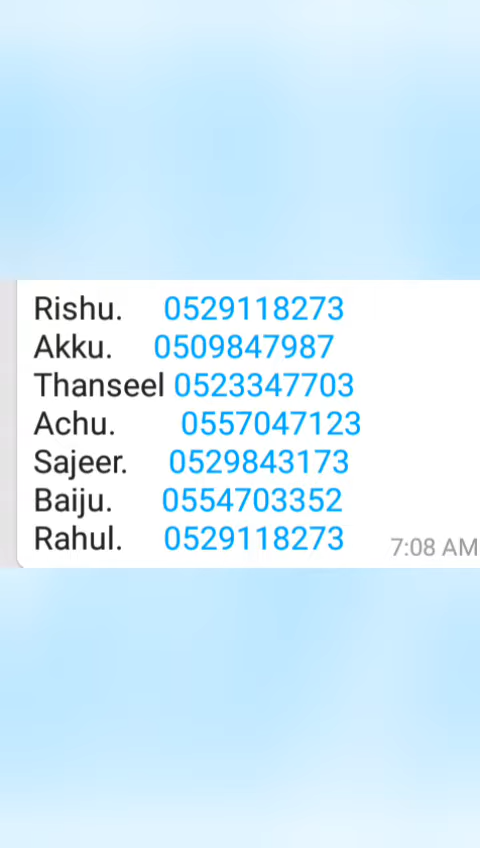 Rishu. 0529118273
Akku. 0509847987
Thanseel 0523347703
Achu. 0557047123
Sajeer. 0529843173
Baiju. 0554703352
Rahul. 0529118273
7:08 AM